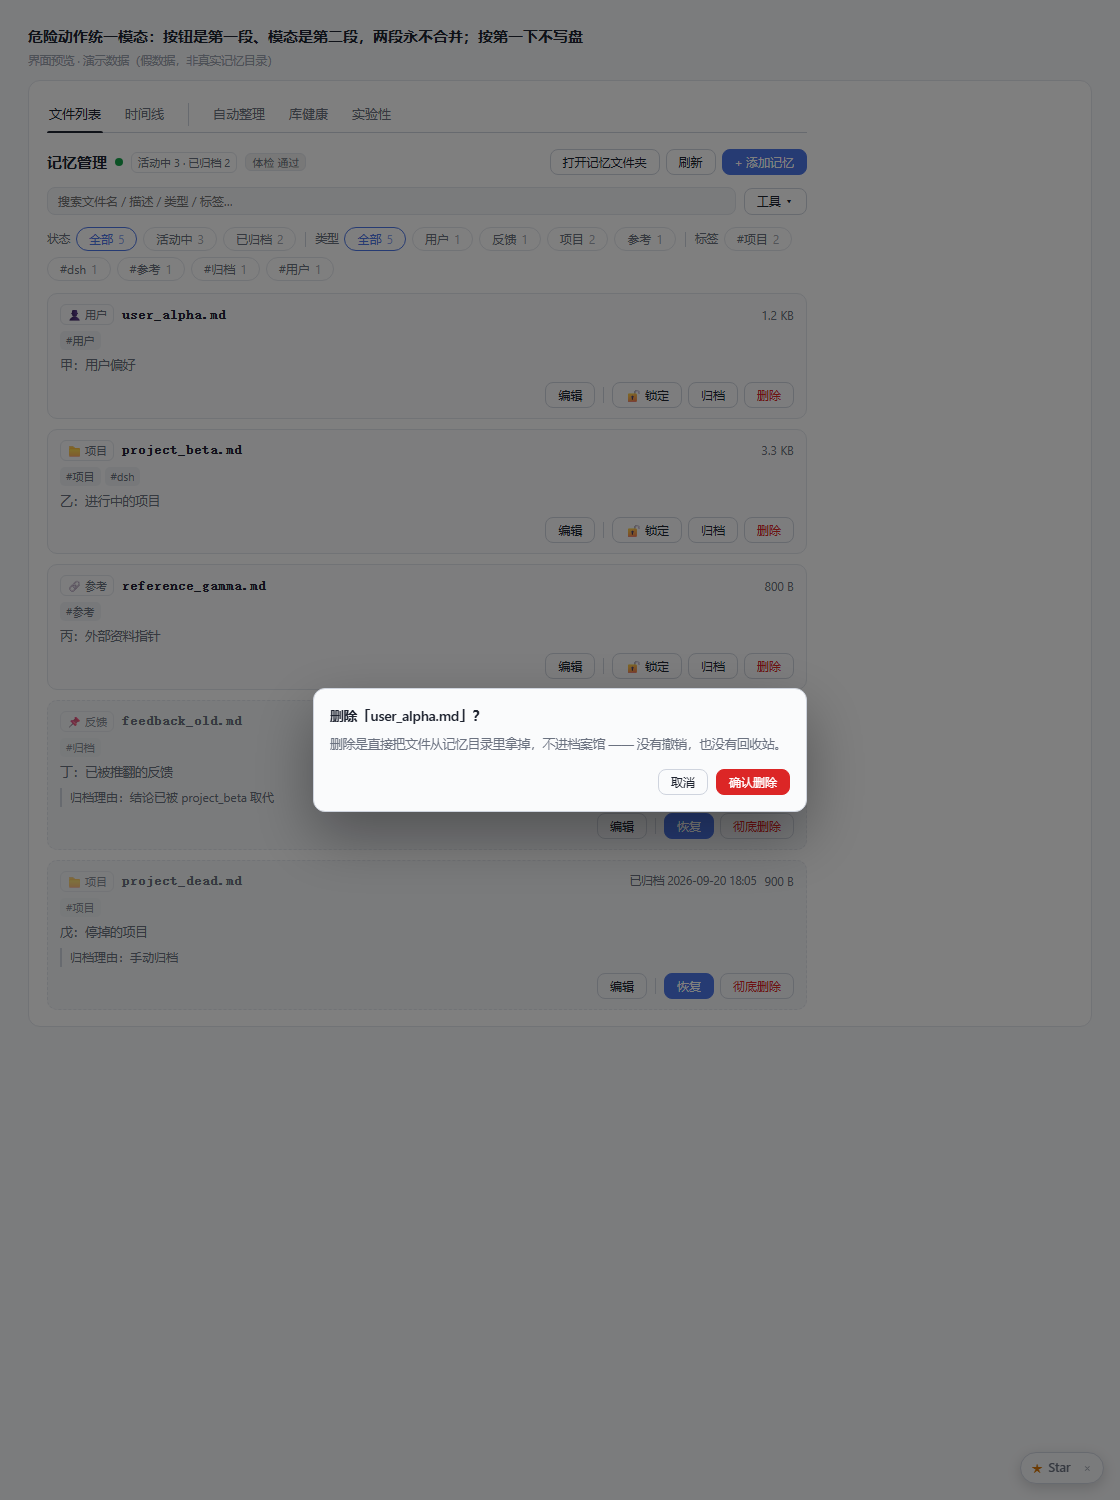 危险动作统一模态：按钮是第一段、模态是第二段，两段永不合并；按第一下不写盘
界面预览 · 演示数据（假数据，非真实记忆目录）
文件列表 时间线 自动整理 库健康 实验性
记忆管理 活动中 3 · 已归档 2 体检 通过 打开记忆文件夹 刷新 + 添加记忆
搜索文件名 / 描述 / 类型 / 标签... 工具
状态 全部 5 活动中 3 已归档 2 类型 全部 5 用户 1 反馈 1 项目 2 参考 1 标签 #项目 2
#dsh 1 #参考 1 #归档 1 #用户 1
用户 user_alpha.md 1.2 KB
#用户
甲：用户偏好
编辑 锁定 归档 删除
项目 project_beta.md 3.3 KB
#项目 #dsh
乙：进行中的项目
编辑 锁定 归档 删除
参考 reference_gamma.md 800 B
#参考
丙：外部资料指针
编辑 锁定 归档 删除
反馈 feedback_old.md
#归档
丁：已被推翻的反馈
归档理由：结论已被 project_beta 取代
删除「user_alpha.md」？
删除是直接把文件从记忆目录里拿掉，不进档案馆 —— 没有撤销，也没有回收站。
取消 确认删除
编辑 恢复 彻底删除
项目 project_dead.md 已归档 2026-09-20 18:05 900 B
#项目
戊：停掉的项目
归档理由：手动归档
编辑 恢复 彻底删除
★ Star ×